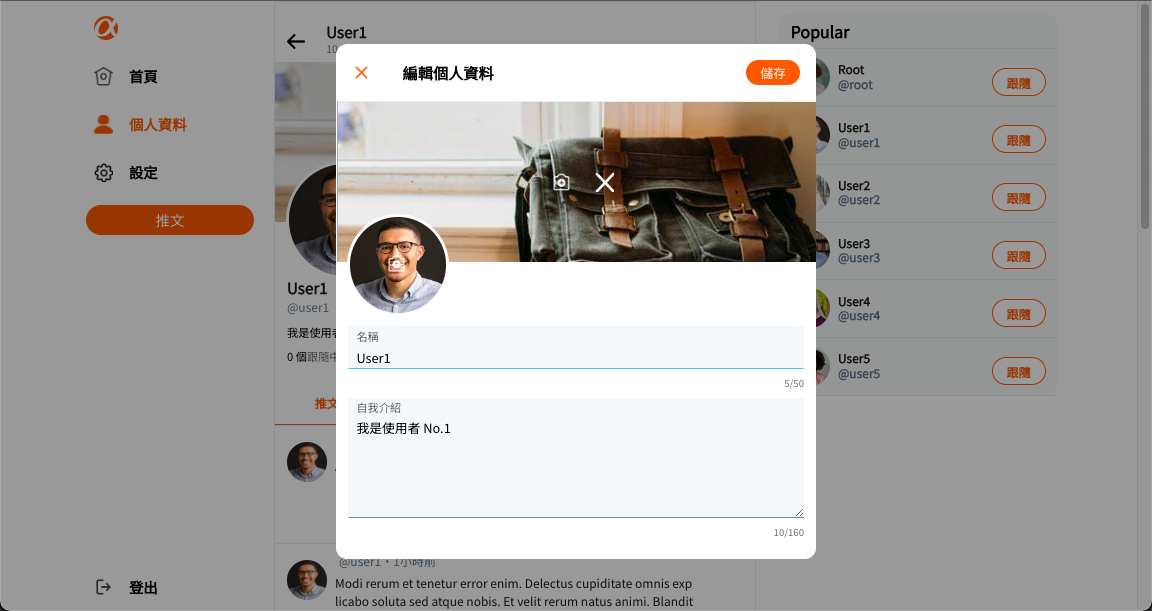 首頁
個人資料
設定
推文
登出
User1
10
User1
@user1
我是使用者
0 個跟隨中
推文
@user1・1小時前
Modi rerum et tenetur error enim. Delectus cupiditate omnis exp
licabo soluta sed atque nobis. Et velit rerum natus animi. Blandit
編輯個人資料
儲存
名稱
User1
5/50
自我介紹
我是使用者 No.1
10/160
Popular
Root
@root
跟隨
User1
@user1
跟隨
User2
@user2
跟隨
User3
@user3
跟隨
User4
@user4
跟隨
User5
@user5
跟隨